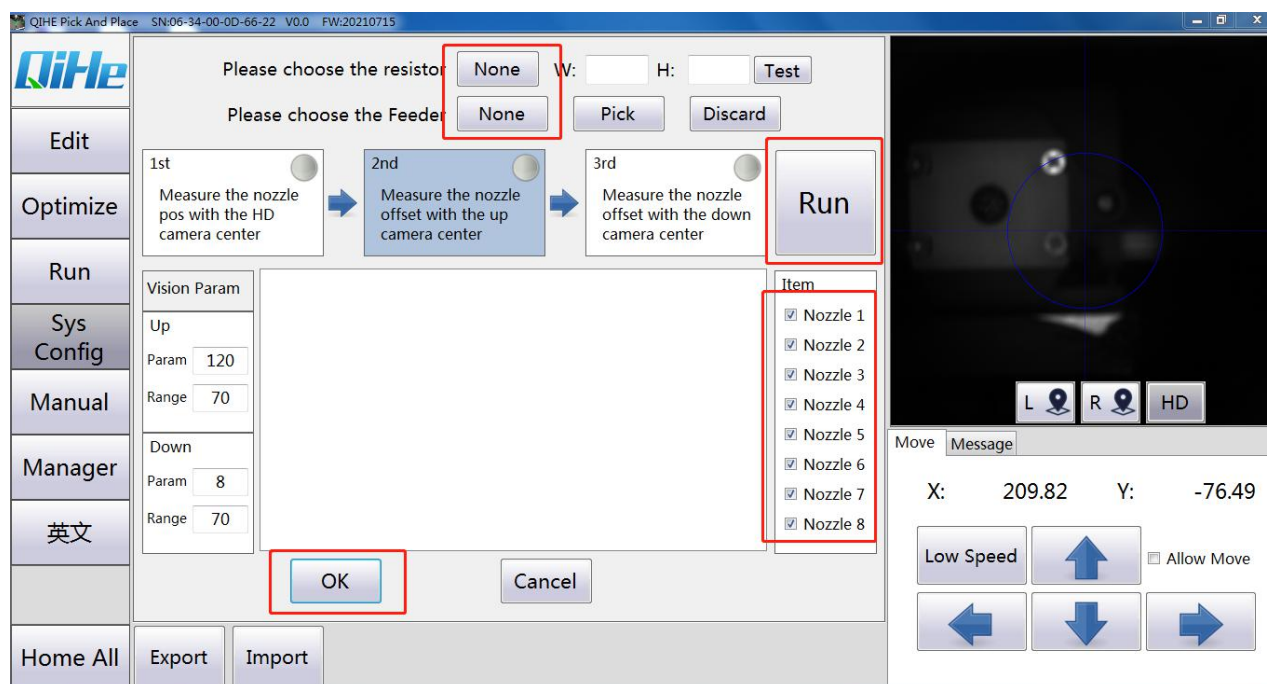 QIHE Pick And Place SN:06-34-00-0D-66-22 V0.0 FW:20210715
QiHe
Edit
Optimize
Run
Sys
Config
Manual
Manager
英文
Home All
Please choose the resistor None W: H: Test
Please choose the Feeder None Pick Discard
1st
Measure the nozzle
pos with the HD
camera center
2nd
Measure the nozzle
offset with the up
camera center
3rd
Measure the nozzle
offset with the down
camera center
Run
Vision Param
Up
Param 120
Range 70
Down
Param 8
Range 70
Item
Nozzle 1
Nozzle 2
Nozzle 3
Nozzle 4
Nozzle 5
Nozzle 6
Nozzle 7
Nozzle 8
OK Cancel
Export Import
L R HD
Move Message
X: 209.82 Y: -76.49
Low Speed Allow Move